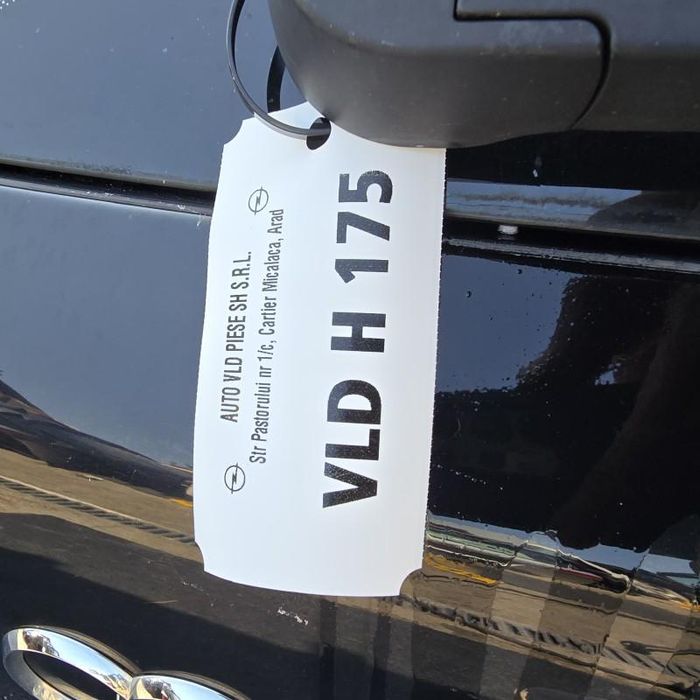 AUTO VLD PIESE SH S.R.L.
Str Pastorului nr 1/c, Cartier Micalaca, Arad
VLD H 175